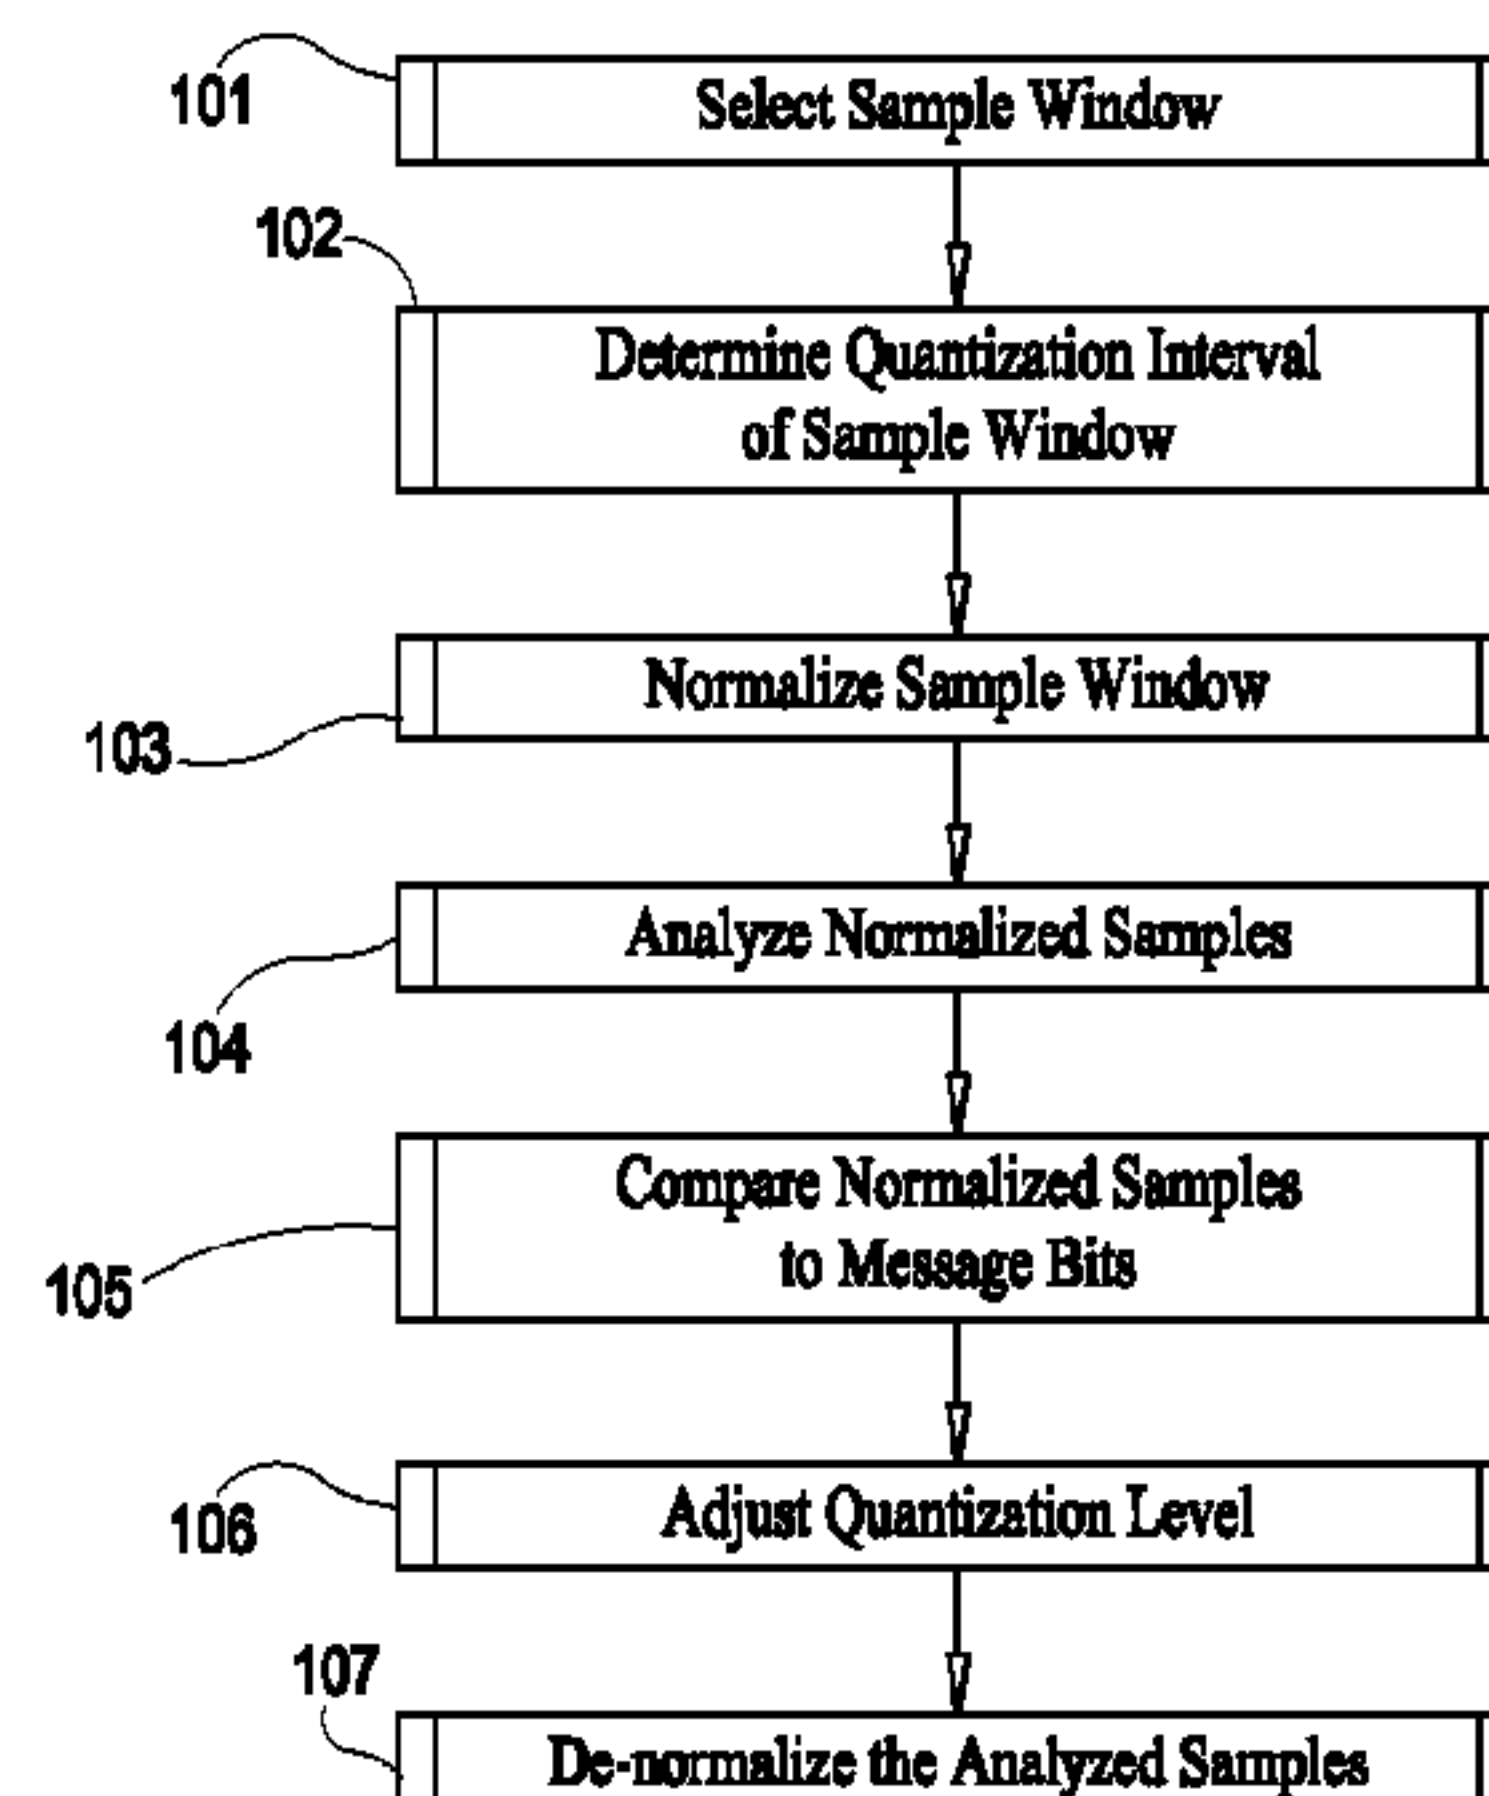 101
Select Sample Window
102
Determine Quantization Interval
of Sample Window
Normalize Sample Window
103
Analyze Normalized Samples
104
Compare Normalized Samples
to Message Bits
105
Adjust Quantization Level
106
107
De-normalize the Analyzed Samples